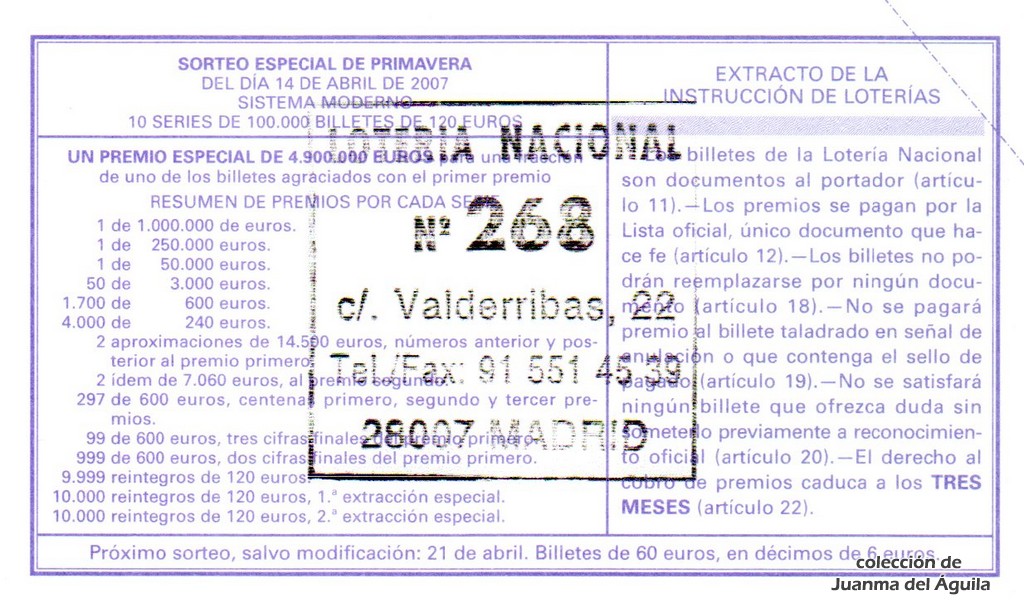 SORTEO ESPECIAL DE PRIMAVERA
DEL DÍA 14 DE ABRIL DE 2007
SISTEMA MODERNO
10 SERIES DE 100.000 BILLETES DE 120 EUROS
UN PREMIO ESPECIAL DE 4.900.000 EUROS para una fracción
de uno de los billetes agraciados con el primer premio
RESUMEN DE PREMIOS POR CADA SERIE
1 de 1.000.000 de euros.
1 de 250.000 euros.
1 de 50.000 euros.
50 de 3.000 euros.
1.700 de 600 euros.
4.000 de 240 euros.
2 aproximaciones de 14.500 euros, números anterior y pos-
terior al premio primero.
2 ídem de 7.060 euros, al premio segundo.
297 de 600 euros, centenas primero, segundo y tercer pre-
mios.
99 de 600 euros, tres cifras finales del premio primero.
999 de 600 euros, dos cifras finales del premio primero.
9.999 reintegros de 120 euros.
10.000 reintegros de 120 euros, 1.ª extracción especial.
10.000 reintegros de 120 euros, 2.ª extracción especial.
EXTRACTO DE LA
INSTRUCCIÓN DE LOTERÍAS
Los billetes de la Lotería Nacional
son documentos al portador (artícu-
lo 11).—Los premios se pagan por la
Lista oficial, único documento que ha-
ce fe (artículo 12).—Los billetes no po-
drán reemplazarse por ningún docu-
mento (artículo 18).—No se pagará
premio al billete taladrado en señal de
anulación o que contenga el sello de
pagado (artículo 19).—No se satisfará
ningún billete que ofrezca duda sin
someterlo previamente a reconocimien-
to oficial (artículo 20).—El derecho al
cobro de premios caduca a los TRES
MESES (artículo 22).
LOTERIA NACIONAL
Nº 268
c/. Valderribas, 22
Tel./Fax: 91 551 45 39
28007 MADRID
Próximo sorteo, salvo modificación: 21 de abril. Billetes de 60 euros, en décimos de 6 euros.
colección de
Juanma del Águila